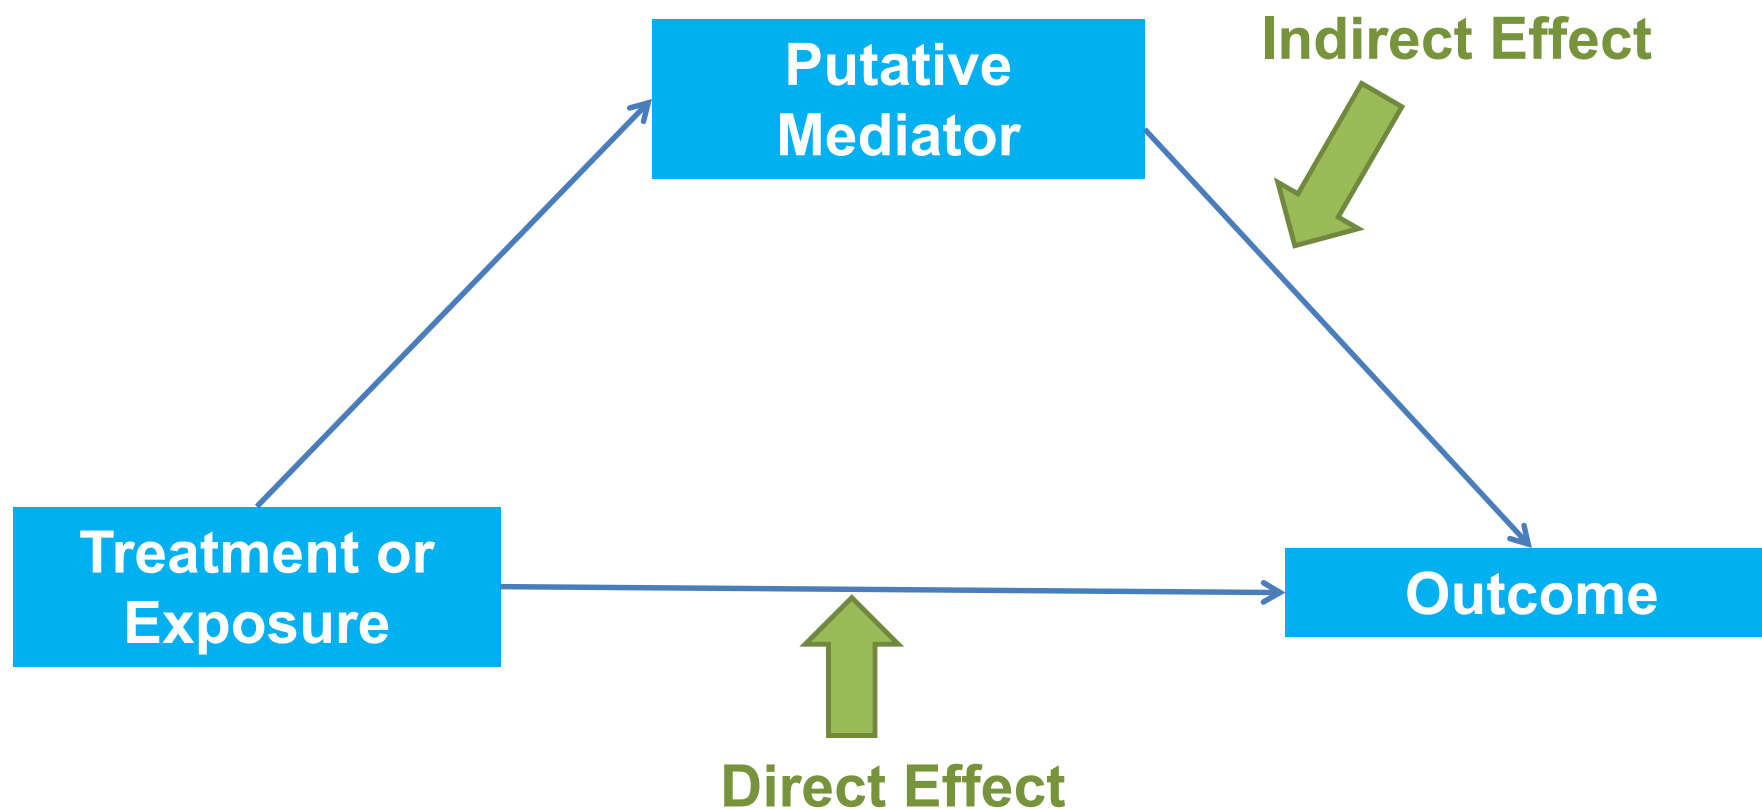 Putative
Mediator
Indirect Effect
Treatment or
Exposure
Outcome
Direct Effect